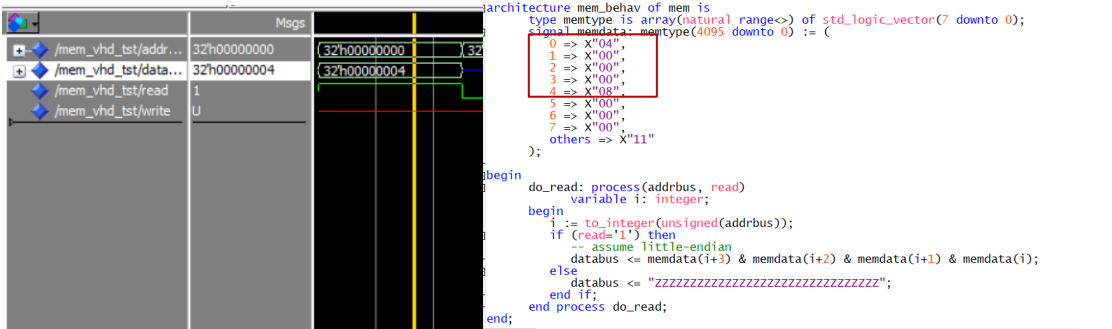 Msgs
/mem_vhd_tst/addr... 32'h00000000 32'h00000000 32'
/mem_vhd_tst/data... 32'h00000004 32'h00000004
/mem_vhd_tst/read 1
/mem_vhd_tst/write U
architecture mem_behav of mem is
type memtype is array(natural range<>) of std_logic_vector(7 downto 0);
signal memdata: memtype(4095 downto 0) := (
0 => X"04",
1 => X"00",
2 => X"00",
3 => X"00",
4 => X"08",
5 => X"00",
6 => X"00",
7 => X"00",
others => X"11"
);
begin
do_read: process(addrbus, read)
variable i: integer;
begin
i := to_integer(unsigned(addrbus));
if (read='1') then
-- assume little-endian
databus <= memdata(i+3) & memdata(i+2) & memdata(i+1) & memdata(i);
else
databus <= "ZZZZZZZZZZZZZZZZZZZZZZZZZZZZZZZZ";
end if;
end process do_read;
end;